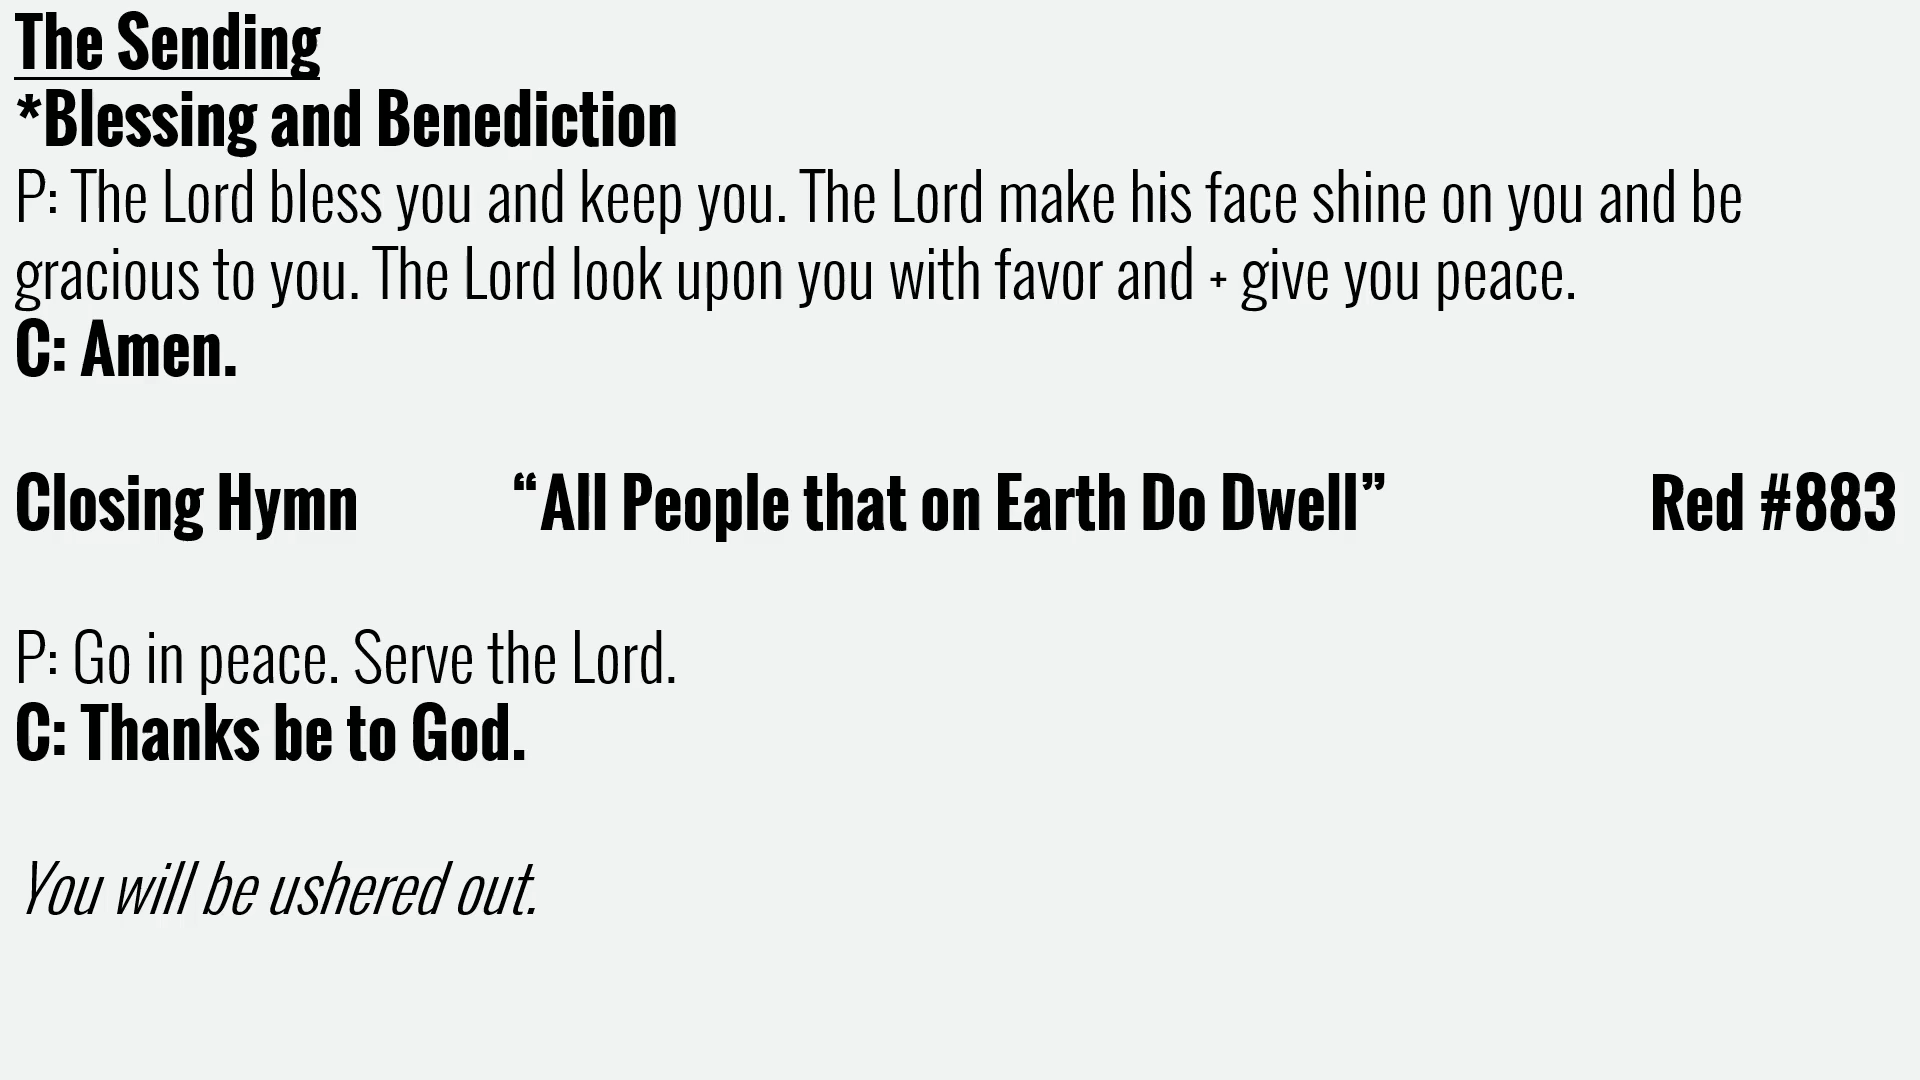 The Sending
*Blessing and Benediction
P: The Lord bless you and keep you. The Lord make his face shine on you and be
gracious to you. The Lord look upon you with favor and + give you peace.
C: Amen.
Closing Hymn “All People that on Earth Do Dwell” Red #883
P: Go in peace. Serve the Lord.
C: Thanks be to God.
You will be ushered out.